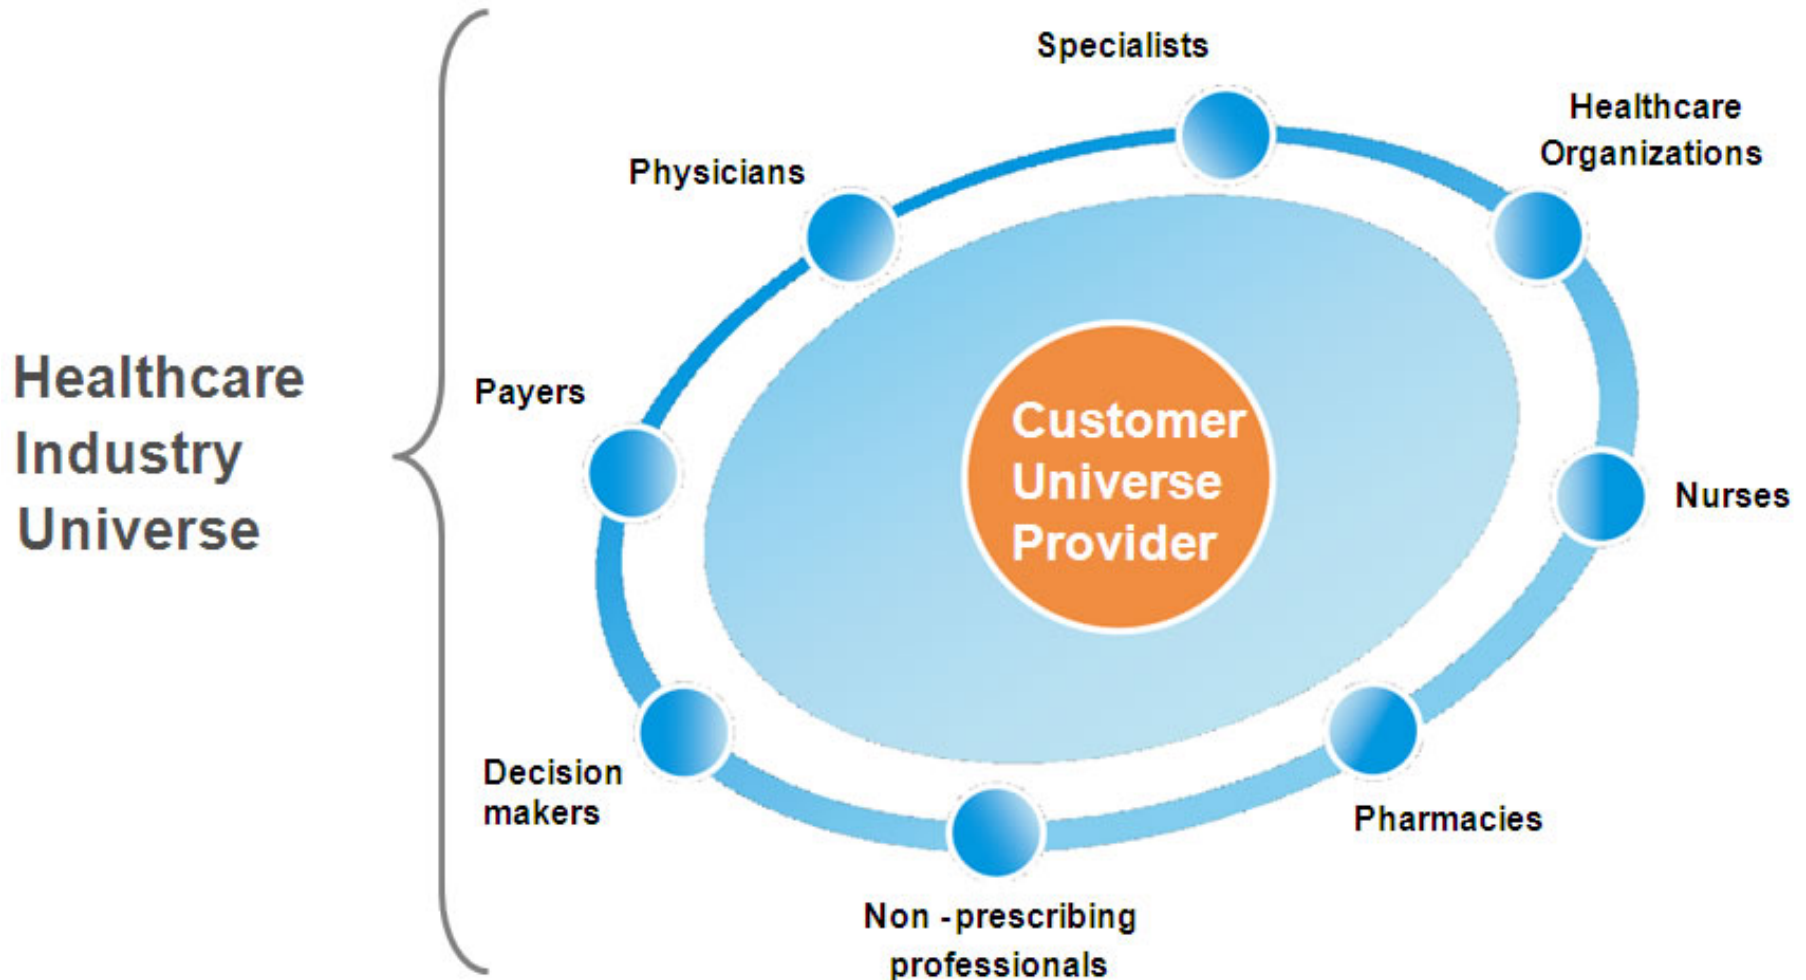 Healthcare
Industry
Universe
Specialists
Healthcare
Organizations
Physicians
Payers
Customer
Universe
Provider
Nurses
Decision
makers
Pharmacies
Non -prescribing
professionals